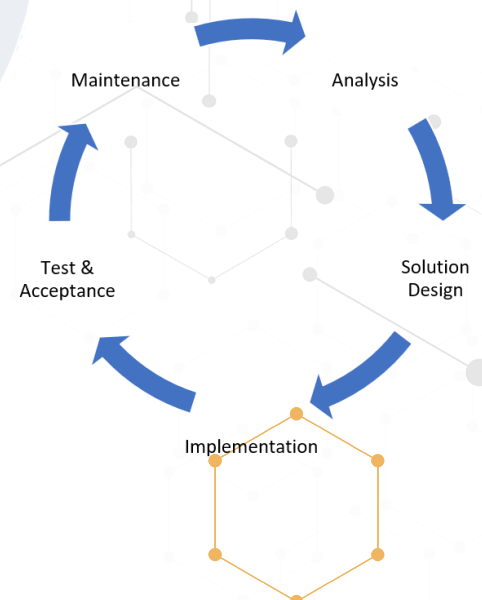 Maintenance
Analysis
Solution
Design
Implementation
Test &
Acceptance